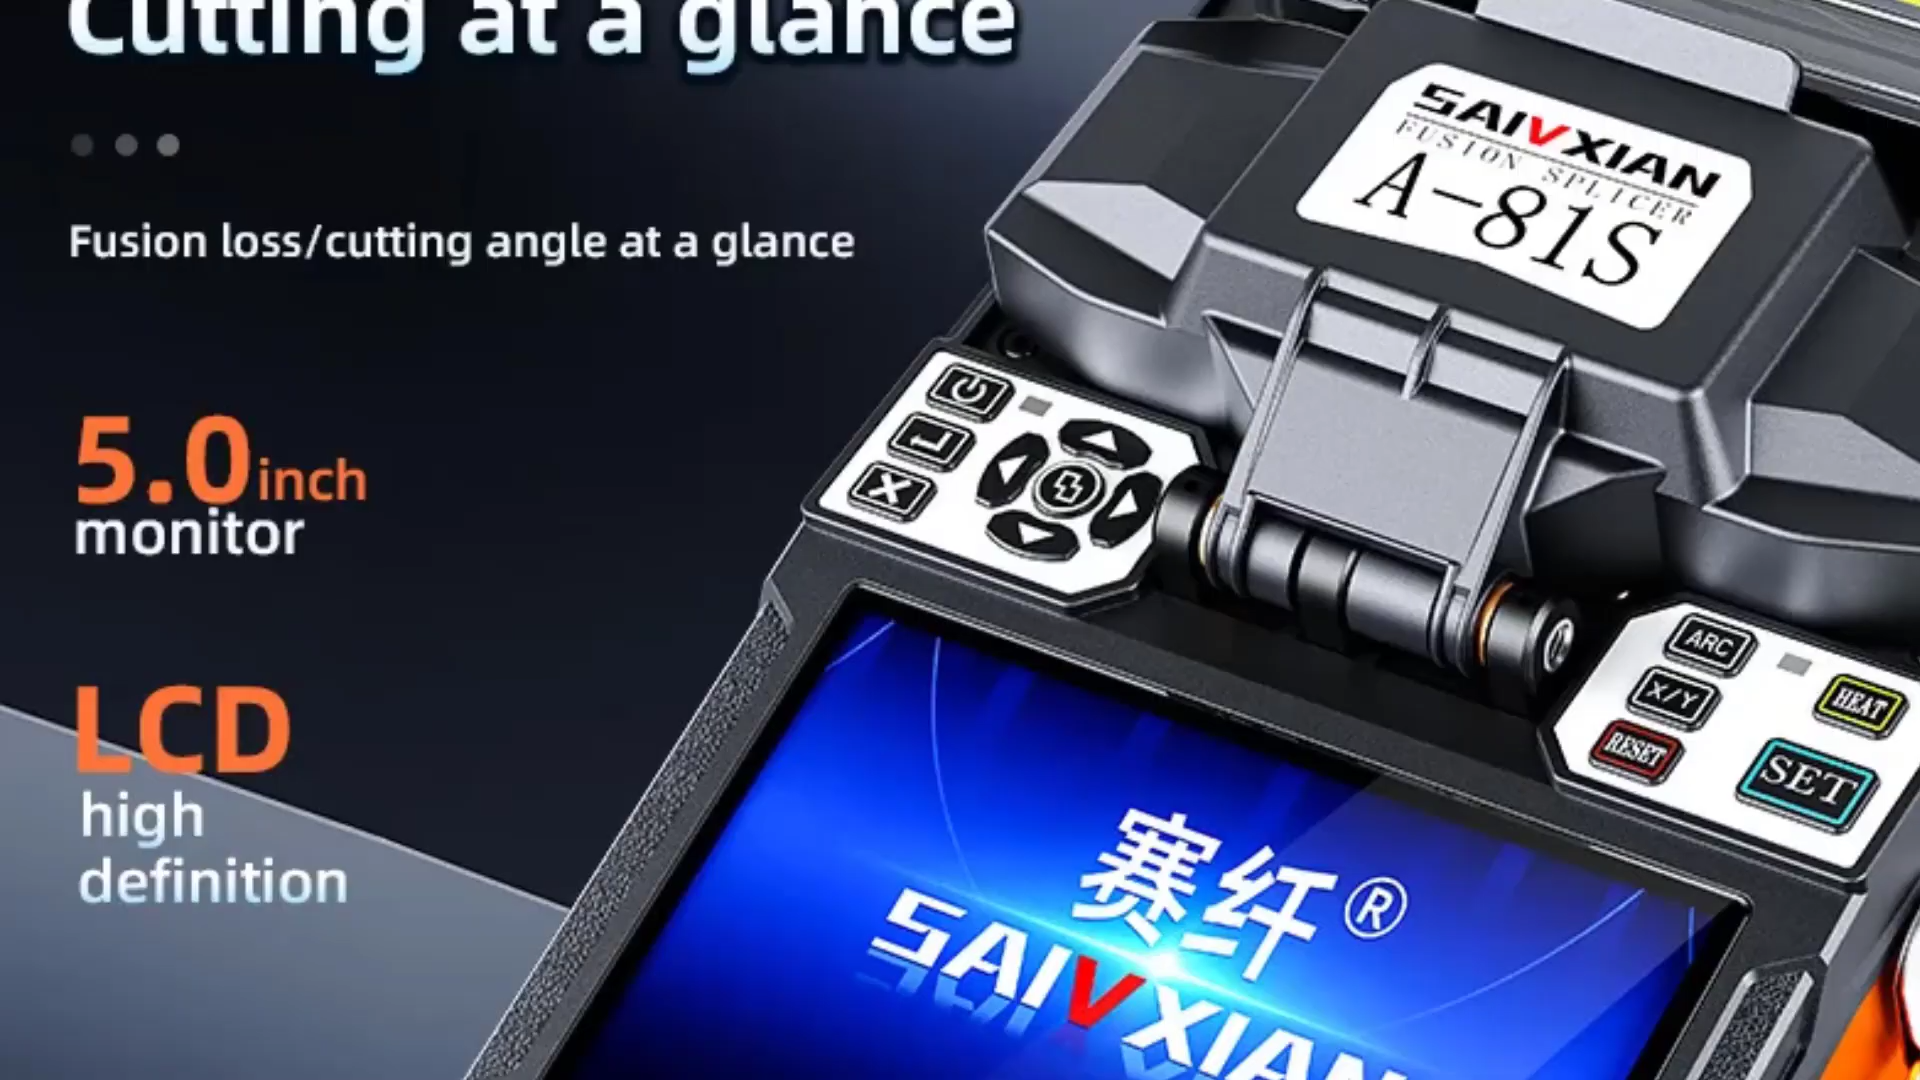 Cutting at a glance
Fusion loss/cutting angle at a glance
5.0inch
monitor
LCD
high
definition
SAIVXIAN
FUSION SPLICER
A-81S
ARC
X/Y
RESET
HEAT
SET
赛纤®
SAIVXIAN